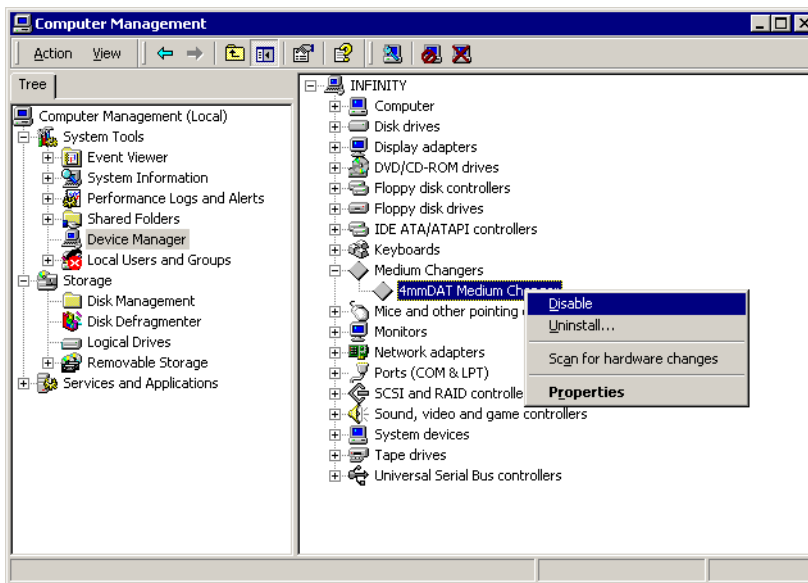 Computer Management
Action View
Tree
Computer Management (Local)
System Tools
Event Viewer
System Information
Performance Logs and Alerts
Shared Folders
Device Manager
Local Users and Groups
Storage
Disk Management
Disk Defragmenter
Logical Drives
Removable Storage
Services and Applications
INFINITY
Computer
Disk drives
Display adapters
DVD/CD-ROM drives
Floppy disk controllers
Floppy disk drives
IDE ATA/ATAPI controllers
Keyboards
Medium Changers
4mmDAT Medium
Mice and other pointing
Monitors
Network adapters
Ports (COM & LPT)
SCSI and RAID
Sound, video and game controllers
System devices
Tape drives
Universal Serial Bus controllers
Disable
Uninstall...
Scan for hardware changes
Properties